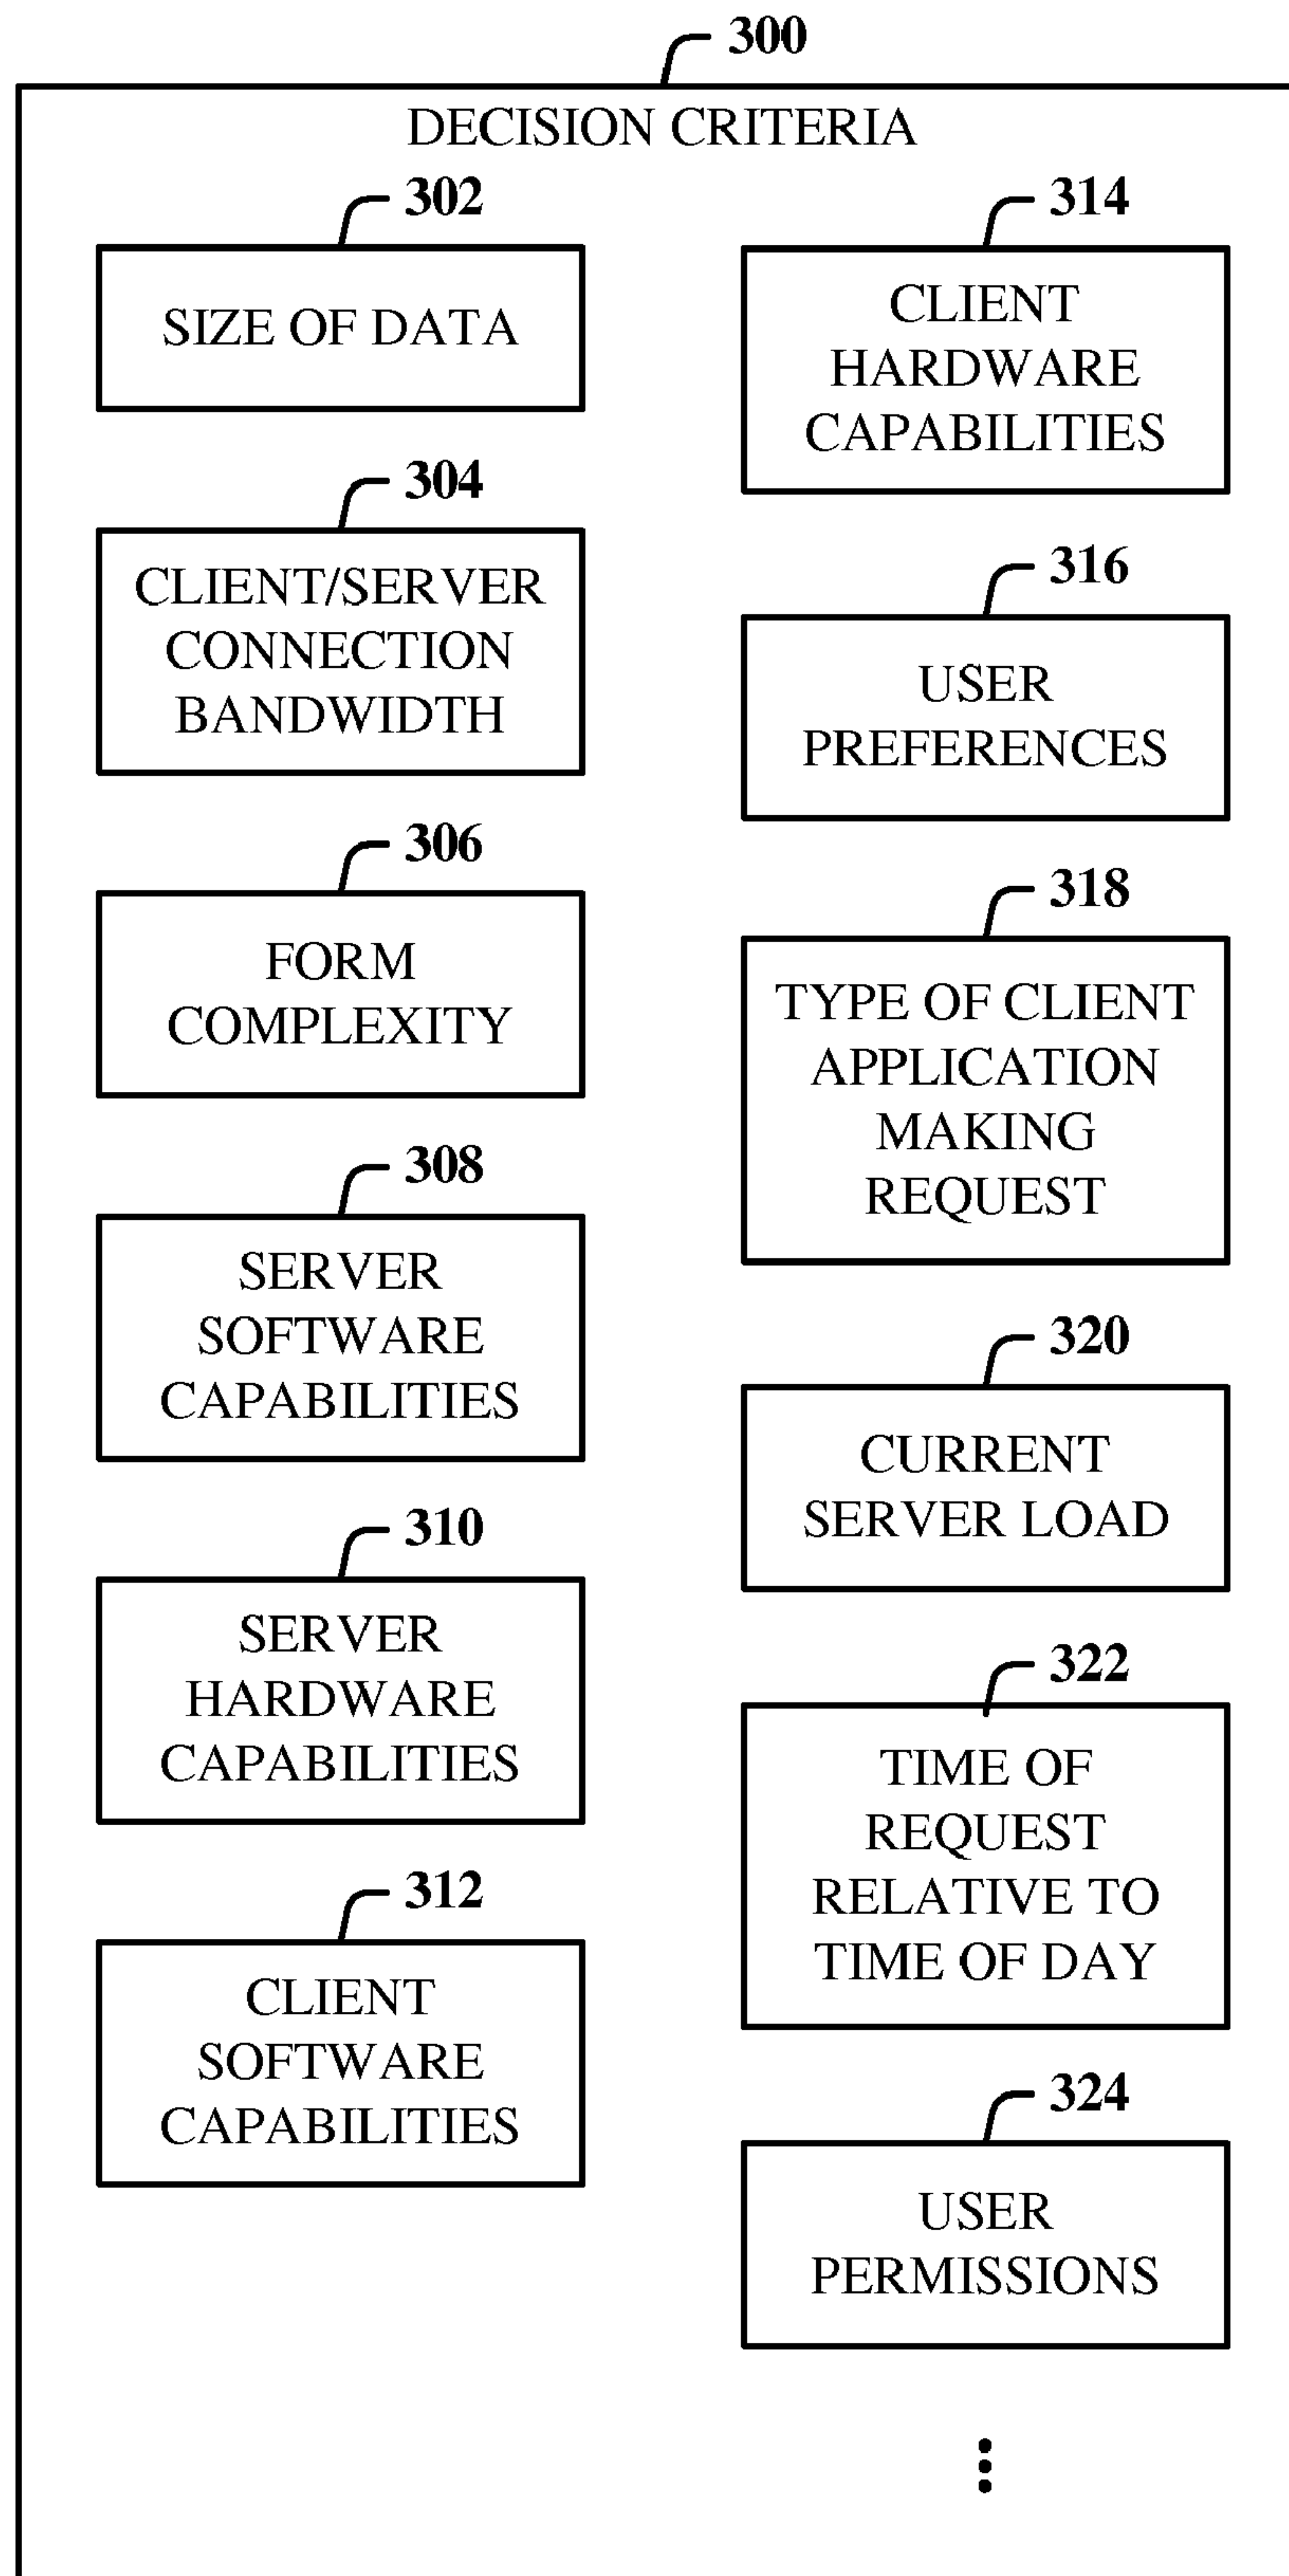 300
DECISION CRITERIA
302
SIZE OF DATA
304
CLIENT/SERVER
CONNECTION
BANDWIDTH
306
FORM
COMPLEXITY
308
SERVER
SOFTWARE
CAPABILITIES
310
SERVER
HARDWARE
CAPABILITIES
312
CLIENT
SOFTWARE
CAPABILITIES
314
CLIENT
HARDWARE
CAPABILITIES
316
USER
PREFERENCES
318
TYPE OF CLIENT
APPLICATION
MAKING
REQUEST
320
CURRENT
SERVER LOAD
322
TIME OF
REQUEST
RELATIVE TO
TIME OF DAY
324
USER
PERMISSIONS